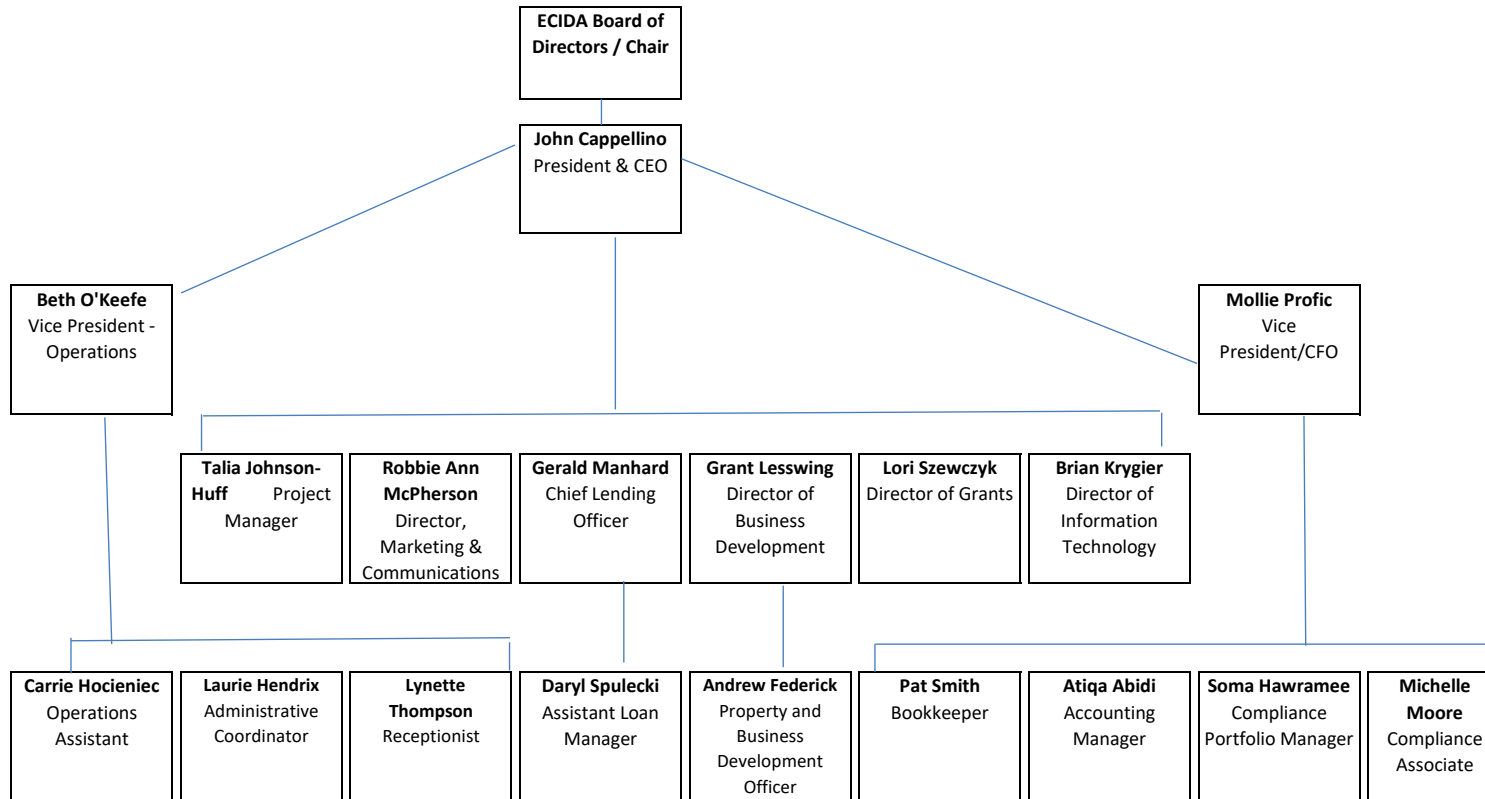 ECIDA Board of
Directors / Chair
John Cappellino
President & CEO
Beth O'Keefe
Vice President -
Operations
Mollie Profic
Vice
President/CFO
Talia Johnson-
Huff Project
Manager
Robbie Ann
McPherson
Director,
Marketing &
Communications
Gerald Manhard
Chief Lending
Officer
Grant Lesswing
Director of
Business
Development
Lori Szewczyk
Director of Grants
Brian Krygier
Director of
Information
Technology
Carrie Hocieniec
Operations
Assistant
Laurie Hendrix
Administrative
Coordinator
Lynette
Thompson
Receptionist
Daryl Spulecki
Assistant Loan
Manager
Andrew Federick
Property and
Business
Development
Officer
Pat Smith
Bookkeeper
Atiqa Abidi
Accounting
Manager
Soma Hawramee
Compliance
Portfolio Manager
Michelle
Moore
Compliance
Associate